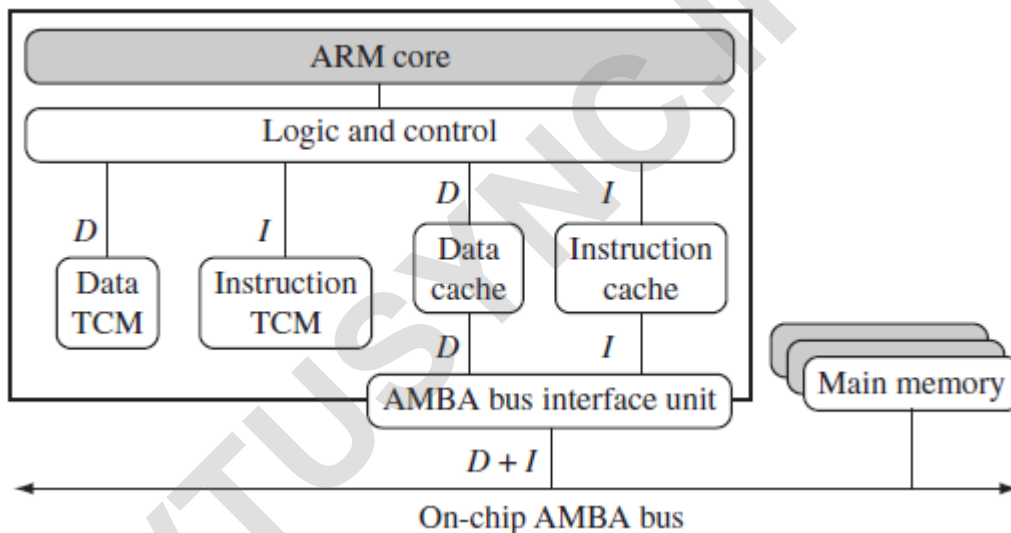 ARM core
Logic and control
D
I
D
I
Data
TCM
Instruction
TCM
Data
cache
Instruction
cache
D
I
AMBA bus interface unit
Main memory
D + I
On-chip AMBA bus